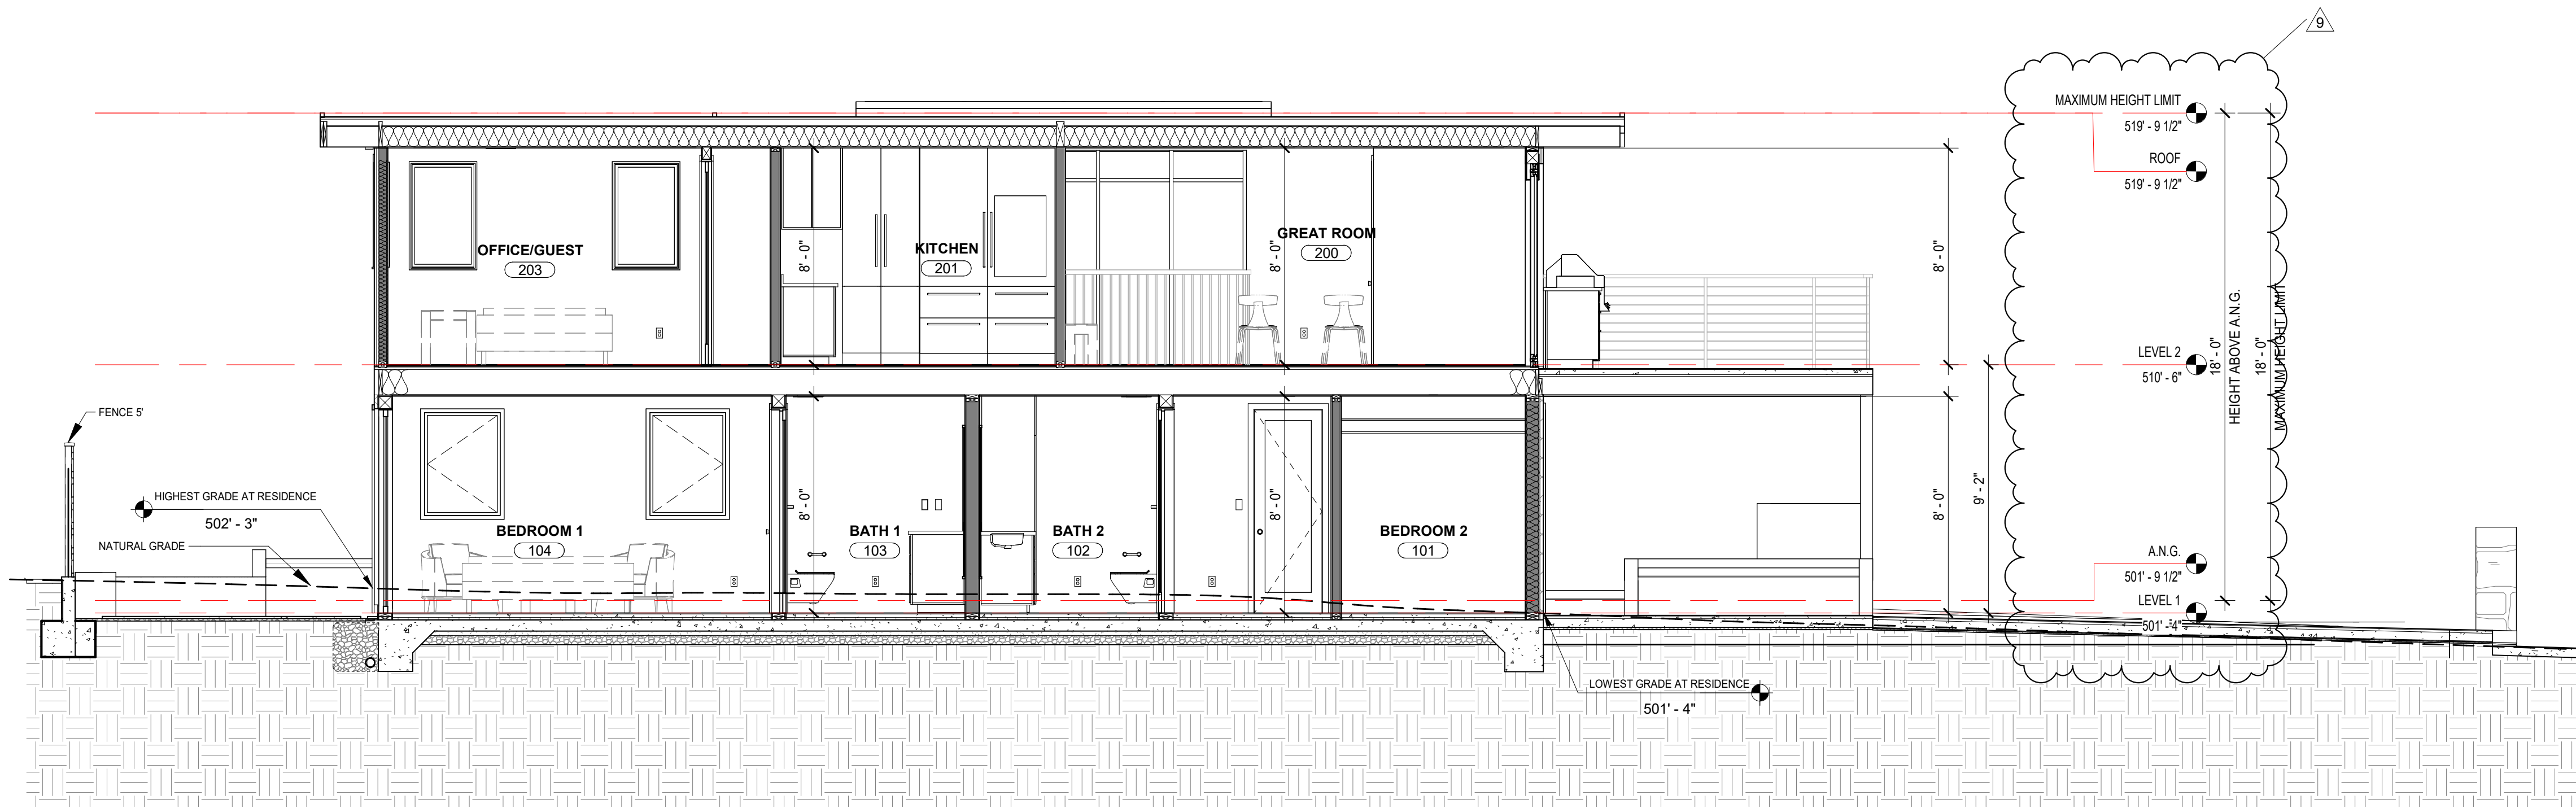 9
MAXIMUM HEIGHT LIMIT
519' - 9 1/2"
ROOF
519' - 9 1/2"
OFFICE/GUEST
203
KITCHEN
201
GREAT ROOM
200
8' - 0"
8' - 0"
8' - 0"
LEVEL 2
510' - 6"
18' - 0"
HEIGHT ABOVE A.N.G.
18' - 0"
MAXIMUM HEIGHT LIMIT
FENCE 5'
HIGHEST GRADE AT RESIDENCE
502' - 3"
NATURAL GRADE
BEDROOM 1
104
8' - 0"
BATH 1
103
BATH 2
102
8' - 0"
BEDROOM 2
101
8' - 0"
9' - 2"
A.N.G.
501' - 9 1/2"
LEVEL 1
501' - 4"
LOWEST GRADE AT RESIDENCE
501' - 4"